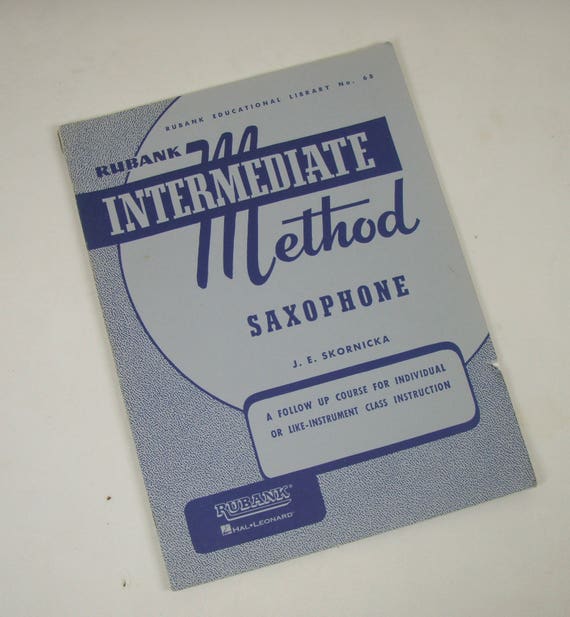 RUBANK EDUCATIONAL LIBRARY No. 68
RUBANK
INTERMEDIATE
Method
SAXOPHONE
J. E. SKORNICKA
A FOLLOW UP COURSE FOR INDIVIDUAL
OR LIKE-INSTRUMENT CLASS INSTRUCTION
RUBANK®
HAL•LEONARD®